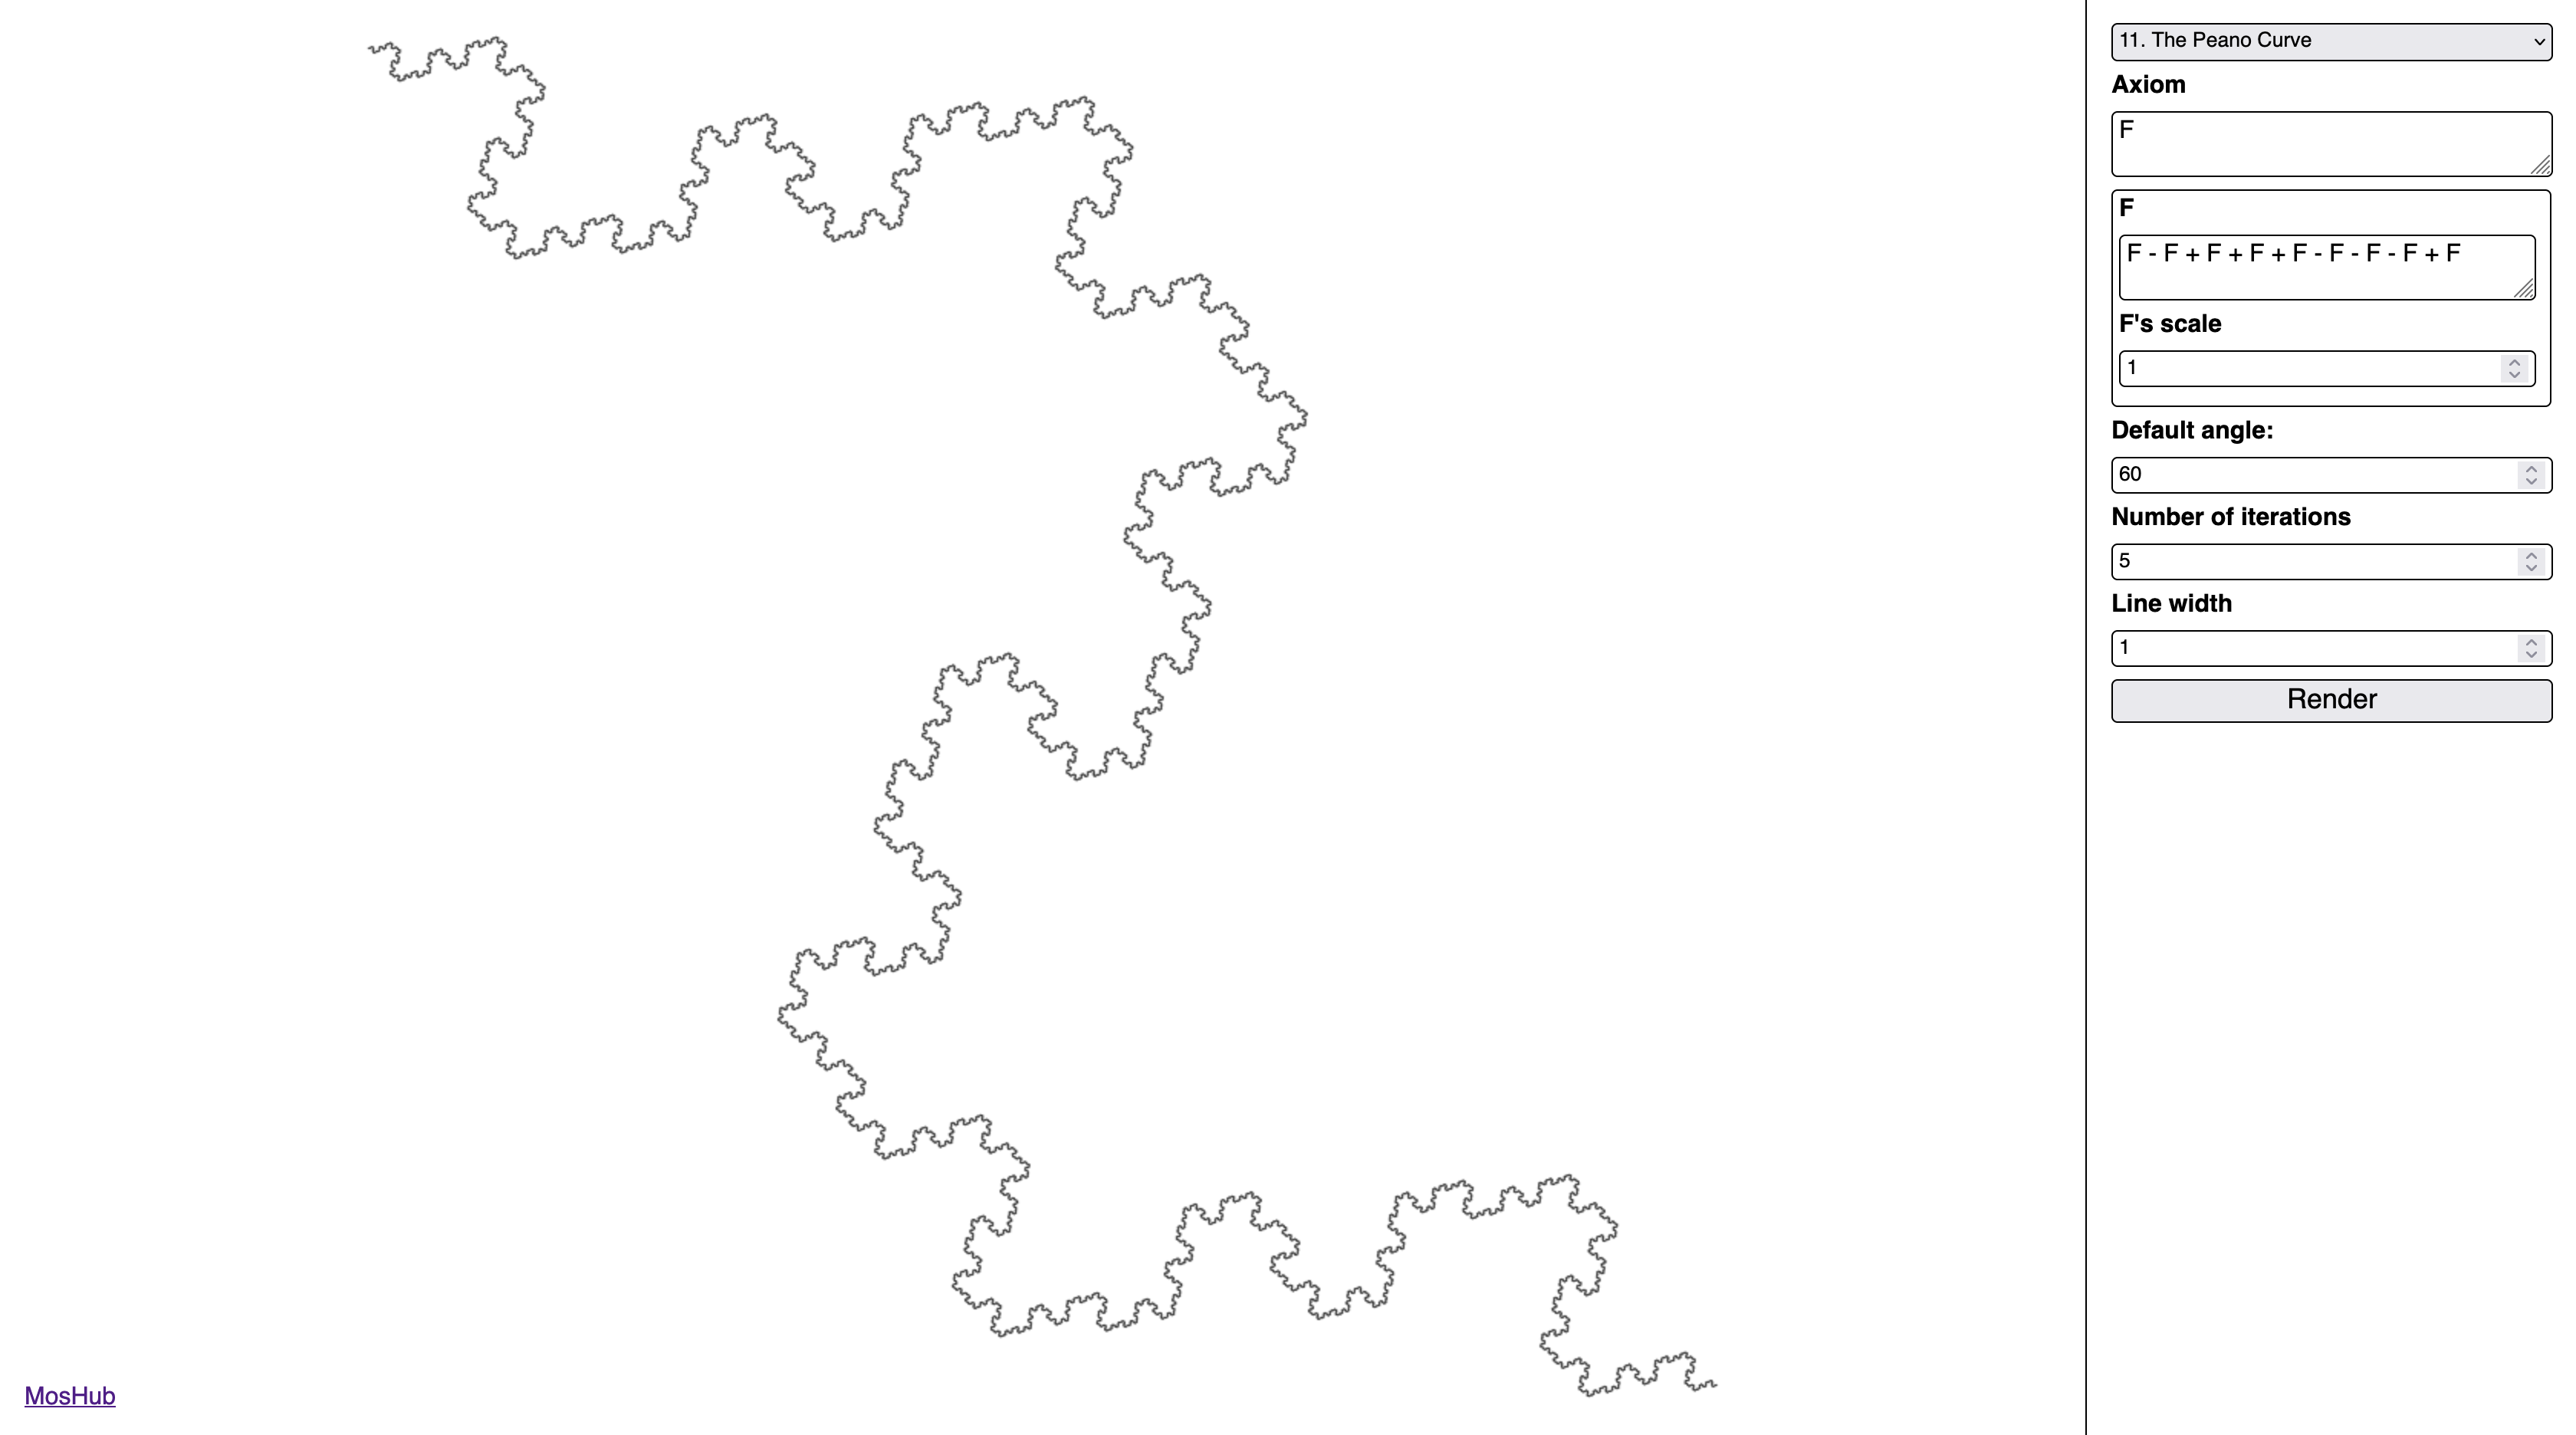 11. The Peano Curve
Axiom
F
F
F - F + F + F + F - F - F - F + F
F's scale
1
Default angle:
60
Number of iterations
5
Line width
1
Render
MosHub